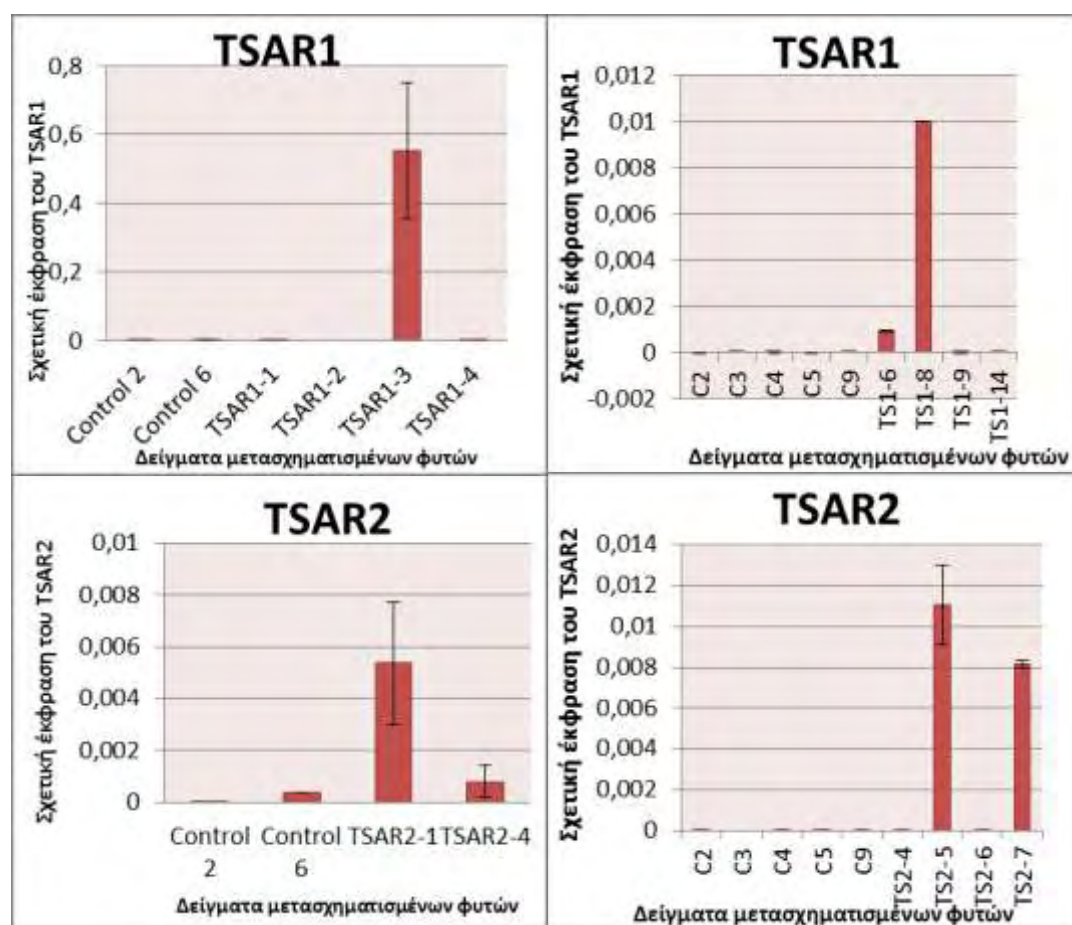 TSAR1
Σχετική έκφραση του TSAR1
0,8
0,6
0,4
0,2
0
Control 2
Control 6
TSAR1-1
TSAR1-2
TSAR1-3
TSAR1-4
Δείγματα μετασχηματισμένων φυτών
TSAR1
Σχετική έκφραση του TSAR1
0,012
0,01
0,008
0,006
0,004
0,002
0
-0,002
C2
C3
C4
C5
C9
TS1-6
TS1-8
TS1-9
TS1-14
Δείγματα μετασχηματισμένων φυτών
TSAR2
Σχετική έκφραση του TSAR2
0,01
0,008
0,006
0,004
0,002
0
Control
2
Control
6
TSAR2-1
TSAR2-4
Δείγματα μετασχηματισμένων φυτών
TSAR2
Σχετική έκφραση του TSAR2
0,014
0,012
0,01
0,008
0,006
0,004
0,002
0
C2
C3
C4
C5
C9
TS2-4
TS2-5
TS2-6
TS2-7
Δείγματα μετασχηματισμένων φυτών